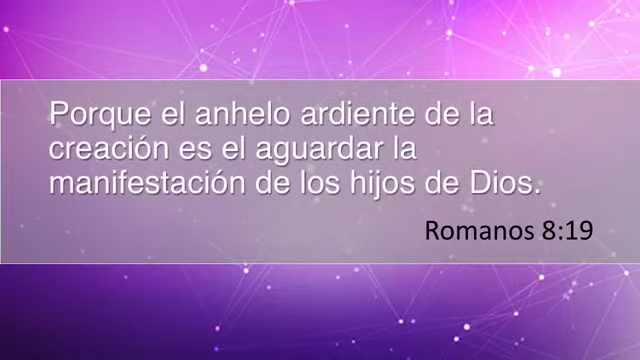 Porque el anhelo ardiente de la
creación es el aguardar la
manifestación de los hijos de Dios.
Romanos 8:19